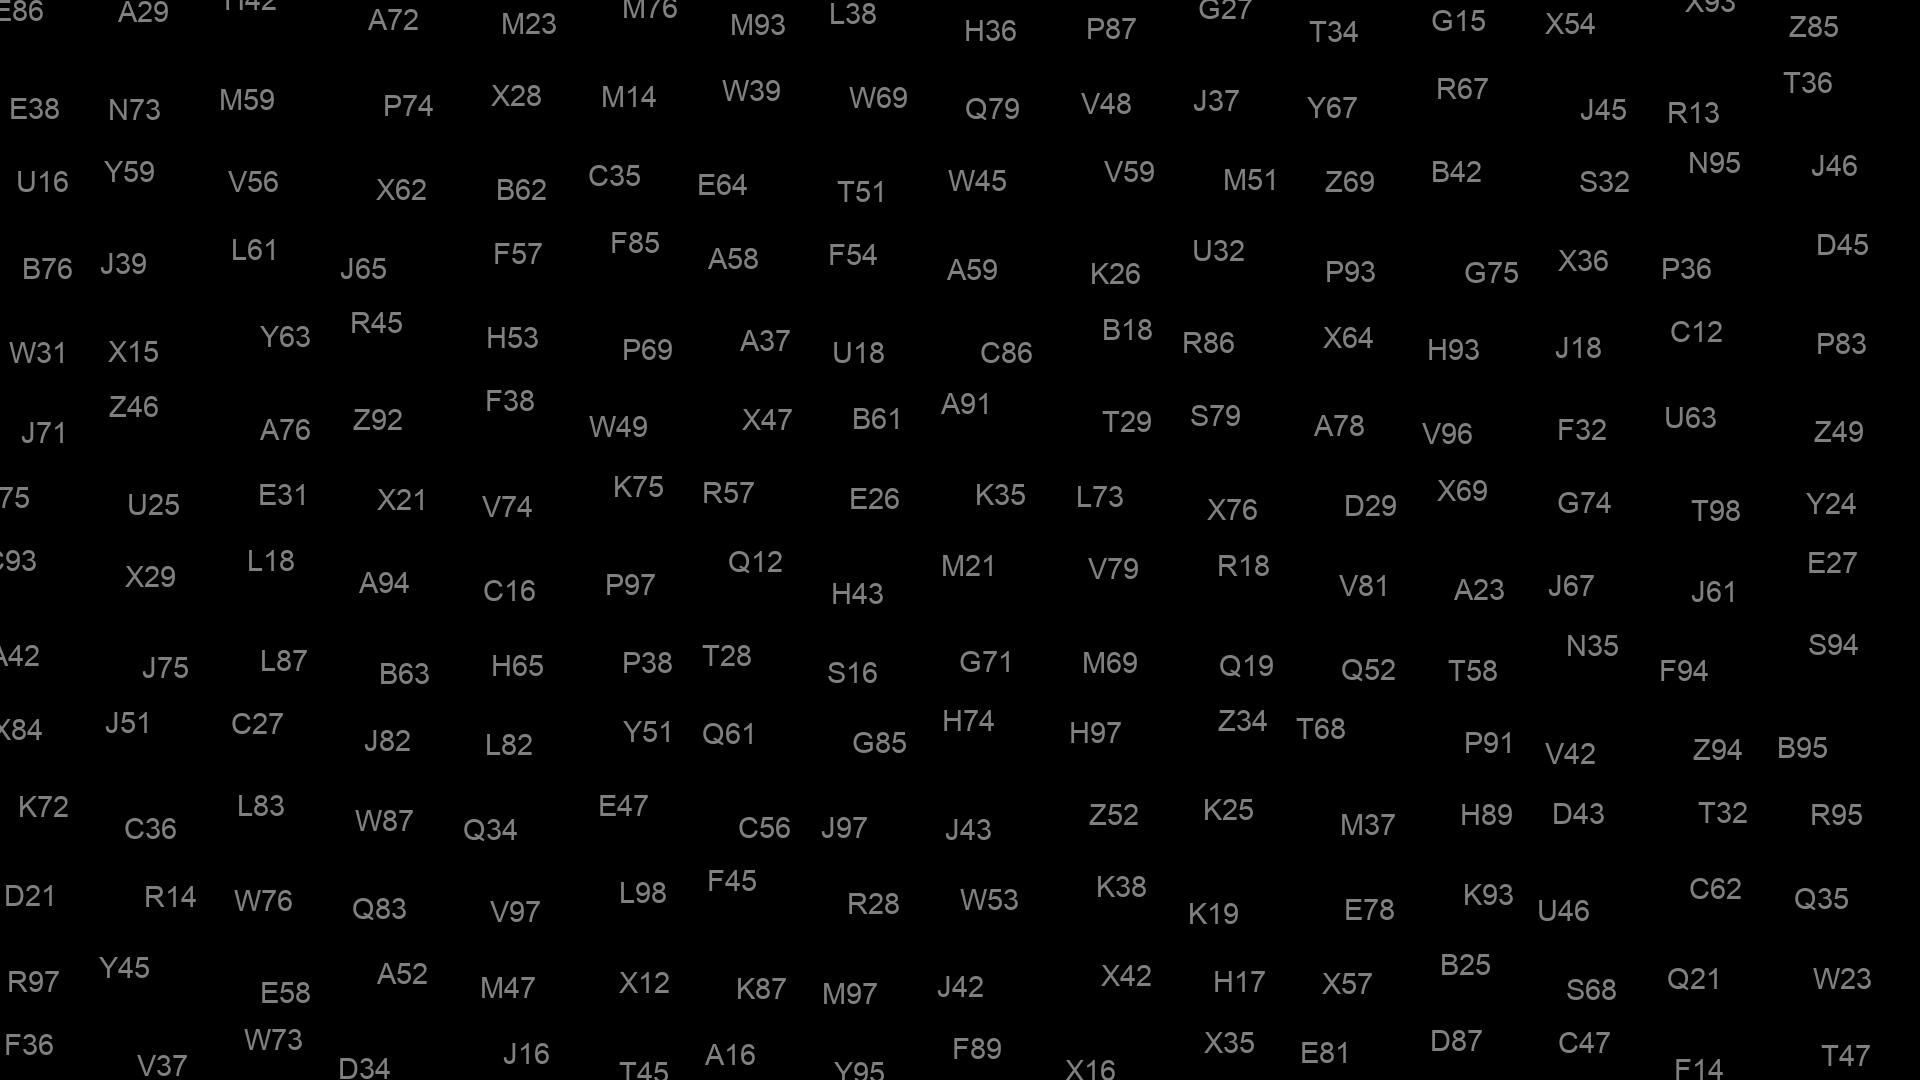 E86 A29 H42 A72 M23 M76 M93 L38 H36 P87 G27 T34 G15 X54 X93 Z85
E38 N73 M59 P74 X28 M14 W39 W69 Q79 V48 J37 Y67 R67 J45 R13 T36
U16 Y59 V56 X62 B62 C35 E64 T51 W45 V59 M51 Z69 B42 S32 N95 J46
B76 J39 L61 J65 F57 F85 A58 F54 A59 K26 U32 P93 G75 X36 P36 D45
W31 X15 Y63 R45 H53 P69 A37 U18 C86 B18 R86 X64 H93 J18 C12 P83
J71 Z46 A76 Z92 F38 W49 X47 B61 A91 T29 S79 A78 V96 F32 U63 Z49
75 U25 E31 X21 V74 K75 R57 E26 K35 L73 X76 D29 X69 G74 T98 Y24
C93 X29 L18 A94 C16 P97 Q12 H43 M21 V79 R18 V81 A23 J67 J61 E27
A42 J75 L87 B63 H65 P38 T28 S16 G71 M69 Q19 Q52 T58 N35 F94 S94
X84 J51 C27 J82 L82 Y51 Q61 G85 H74 H97 Z34 T68 P91 V42 Z94 B95
K72 C36 L83 W87 Q34 E47 C56 J97 J43 Z52 K25 M37 H89 D43 T32 R95
D21 R14 W76 Q83 V97 L98 F45 R28 W53 K38 K19 E78 K93 U46 C62 Q35
R97 Y45 E58 A52 M47 X12 K87 M97 J42 X42 H17 X57 B25 S68 Q21 W23
F36 V37 W73 D34 J16 T45 A16 Y95 F89 X16 X35 E81 D87 C47 F14 T47